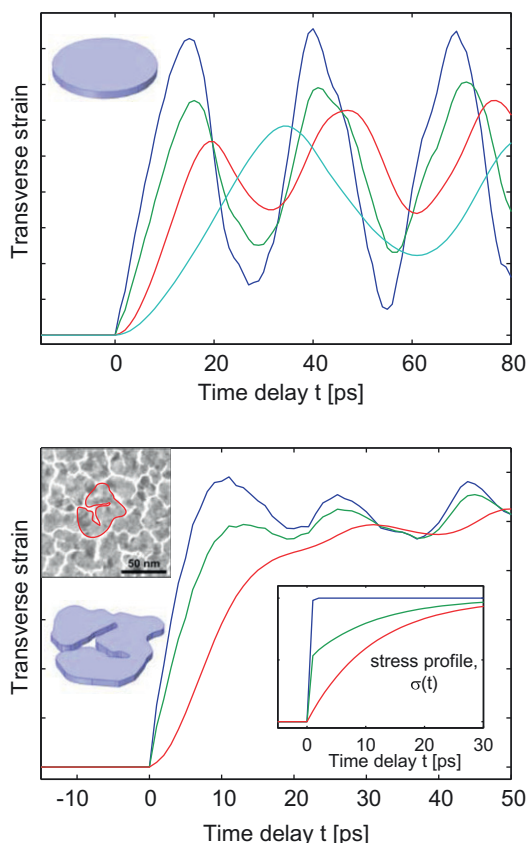 Transverse strain
0 20 40 60 80
Time delay t [ps]
Transverse strain
50 nm
stress profile,
σ(t)
0 10 20 30
Time delay t [ps]
-10 0 10 20 30 40 50
Time delay t [ps]